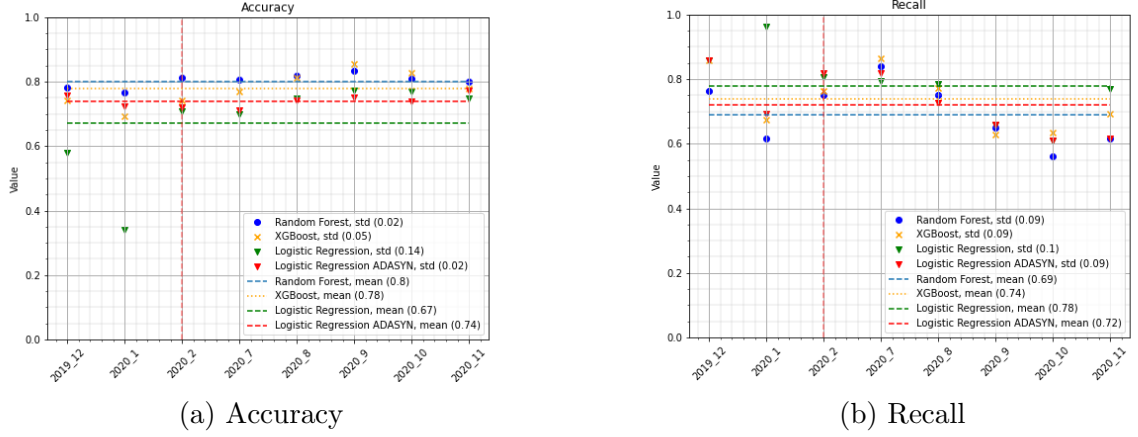 Accuracy
1.0
0.8
0.6
0.4
0.2
0.0
Value
Random Forest, std (0.02)
XGBoost, std (0.05)
Logistic Regression, std (0.14)
Logistic Regression ADASYN, std (0.02)
Random Forest, mean (0.8)
XGBoost, mean (0.78)
Logistic Regression, mean (0.67)
Logistic Regression ADASYN, mean (0.74)
2019_12
2020_1
2020_2
2020_7
2020_8
2020_9
2020_10
2020_11
(a) Accuracy
Recall
1.0
0.8
0.6
0.4
0.2
0.0
Value
Random Forest, std (0.09)
XGBoost, std (0.09)
Logistic Regression, std (0.1)
Logistic Regression ADASYN, std (0.09)
Random Forest, mean (0.69)
XGBoost, mean (0.74)
Logistic Regression, mean (0.78)
Logistic Regression ADASYN, mean (0.72)
2019_12
2020_1
2020_2
2020_7
2020_8
2020_9
2020_10
2020_11
(b) Recall